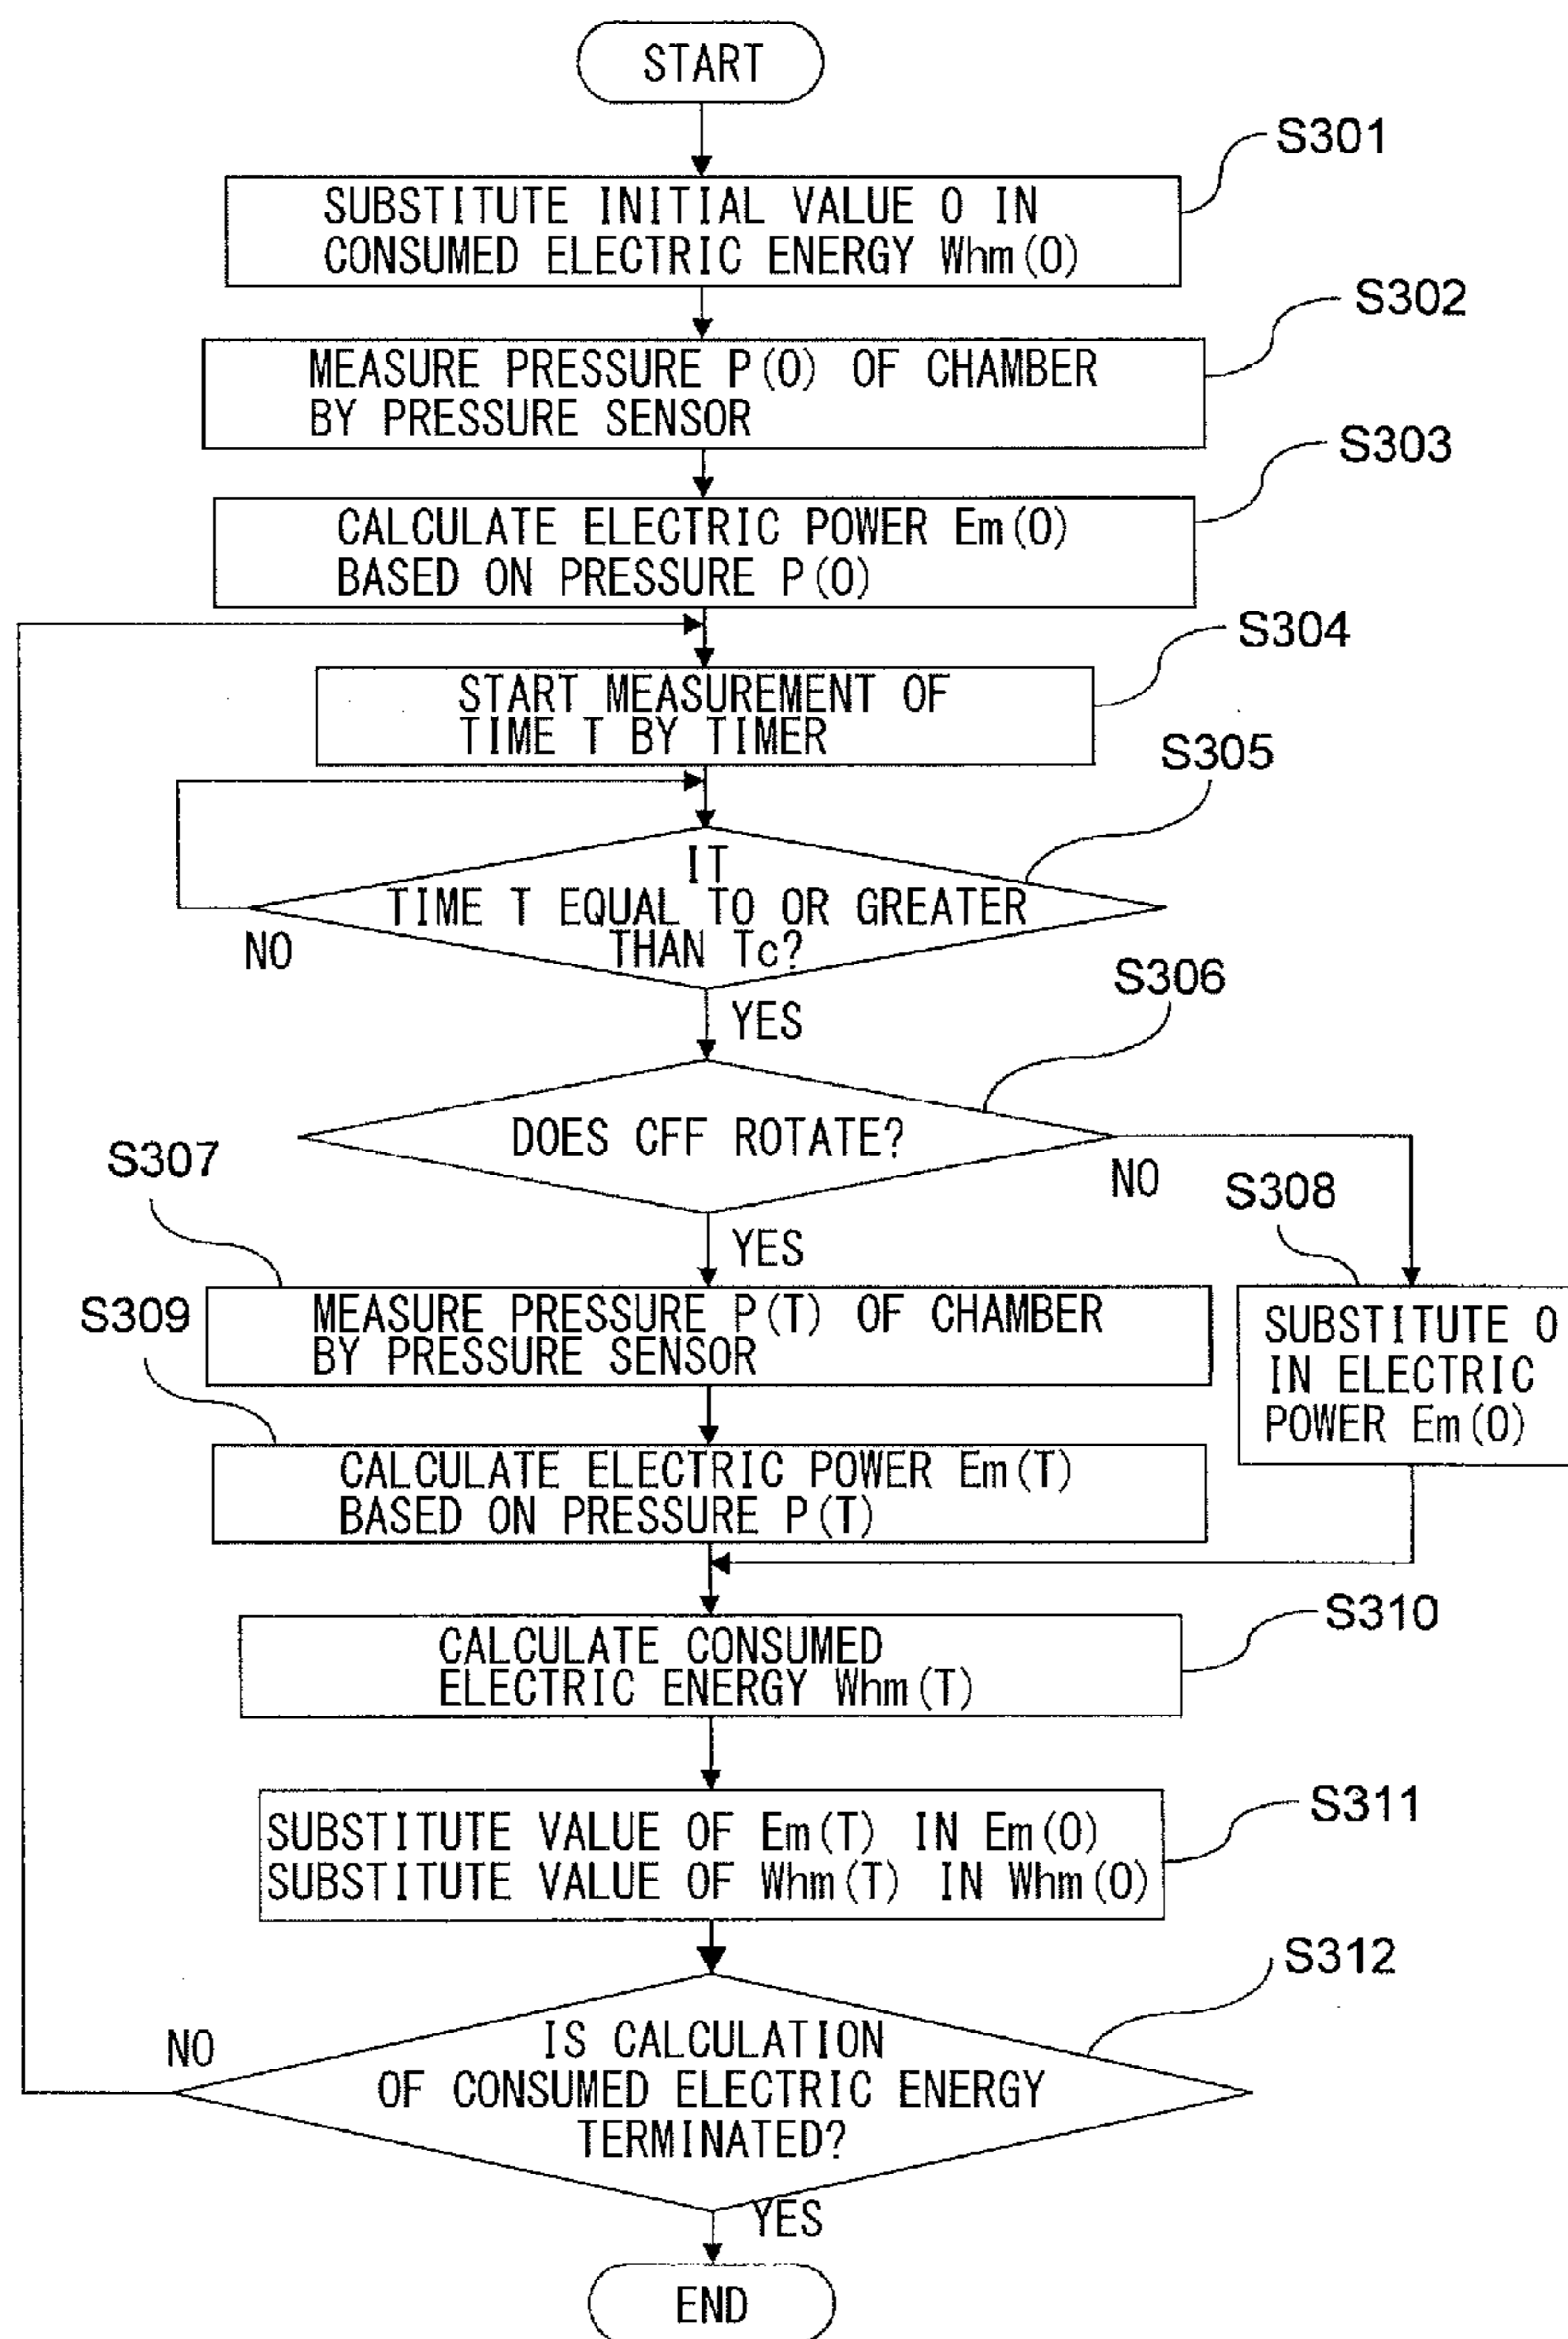 START
S301
SUBSTITUTE INITIAL VALUE 0 IN
CONSUMED ELECTRIC ENERGY Whm(0)
S302
MEASURE PRESSURE P(0) OF CHAMBER
BY PRESSURE SENSOR
S303
CALCULATE ELECTRIC POWER Em(0)
BASED ON PRESSURE P(0)
S304
START MEASUREMENT OF
TIME T BY TIMER
S305
IT
TIME T EQUAL TO OR GREATER
THAN Tc?
NO
YES
S306
DOES CFF ROTATE?
NO
YES
S307
MEASURE PRESSURE P(T) OF CHAMBER
BY PRESSURE SENSOR
S308
SUBSTITUTE 0
IN ELECTRIC
POWER Em(0)
S309
CALCULATE ELECTRIC POWER Em(T)
BASED ON PRESSURE P(T)
S310
CALCULATE CONSUMED
ELECTRIC ENERGY Whm(T)
S311
SUBSTITUTE VALUE OF Em(T) IN Em(0)
SUBSTITUTE VALUE OF Whm(T) IN Whm(0)
S312
NO
IS CALCULATION
OF CONSUMED ELECTRIC ENERGY
TERMINATED?
YES
END